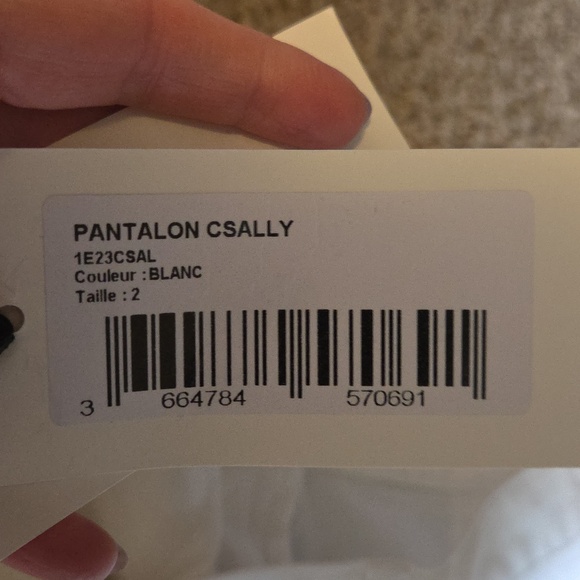 PANTALON CSALLY
1E23CSAL
Couleur :BLANC
Taille : 2
3 664784 570691